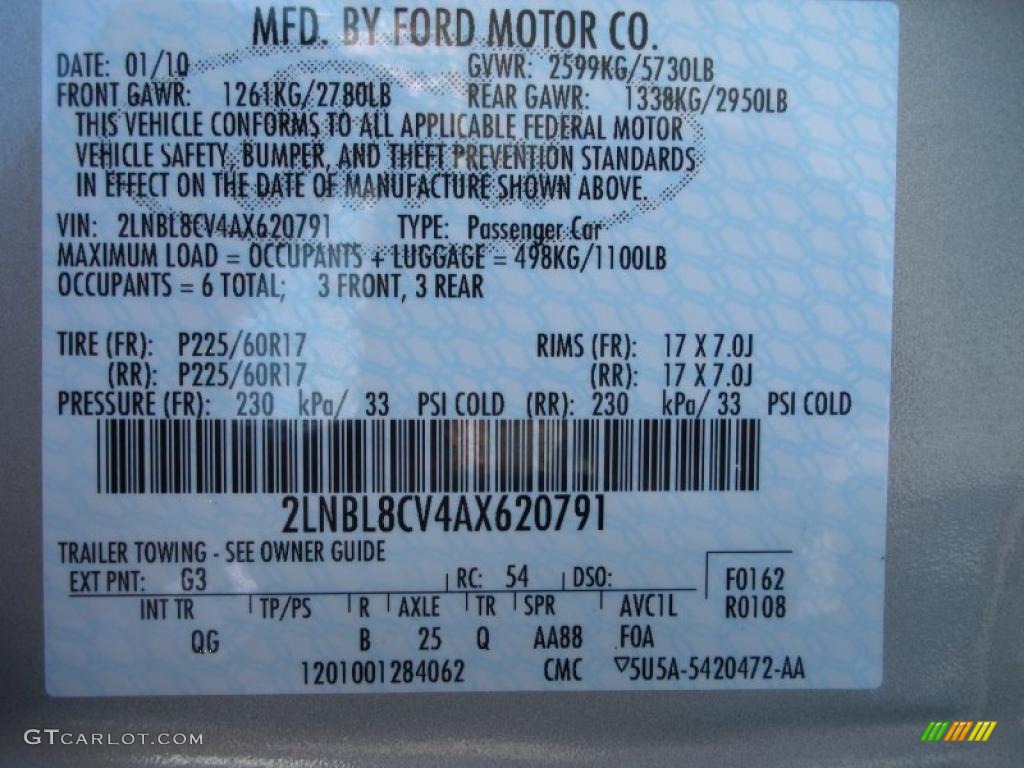 MFD. BY FORD MOTOR CO.
DATE: 01/10 GVWR: 2599KG/5730LB
FRONT GAWR: 1261KG/2780LB REAR GAWR: 1338KG/2950LB
THIS VEHICLE CONFORMS TO ALL APPLICABLE FEDERAL MOTOR
VEHICLE SAFETY, BUMPER, AND THEFT PREVENTION STANDARDS
IN EFFECT ON THE DATE OF MANUFACTURE SHOWN ABOVE.
VIN: 2LNBL8CV4AX620791 TYPE: Passenger Car
MAXIMUM LOAD = OCCUPANTS + LUGGAGE = 498KG/1100LB
OCCUPANTS = 6 TOTAL; 3 FRONT, 3 REAR
TIRE (FR): P225/60R17 RIMS (FR): 17 X 7.0J
(RR): P225/60R17 (RR): 17 X 7.0J
PRESSURE (FR): 230 kPa/ 33 PSI COLD (RR): 230 kPa/ 33 PSI COLD
2LNBL8CV4AX620791
TRAILER TOWING - SEE OWNER GUIDE
EXT PNT: G3 RC: 54 DSO: F0162
INT TR TP/PS R AXLE TR SPR AVC1L R0108
QG B 25 Q AA88 FOA
1201001284062 CMC ▽5U5A-5420472-AA
GTCARLOT.COM